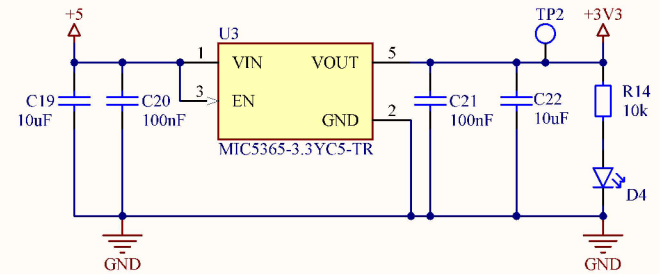 +5
U3
TP2
+3V3
1
VIN
VOUT
5
3
EN
GND
2
C19
10uF
C20
100nF
C21
100nF
C22
10uF
R14
10k
MIC5365-3.3YC5-TR
D4
GND
GND